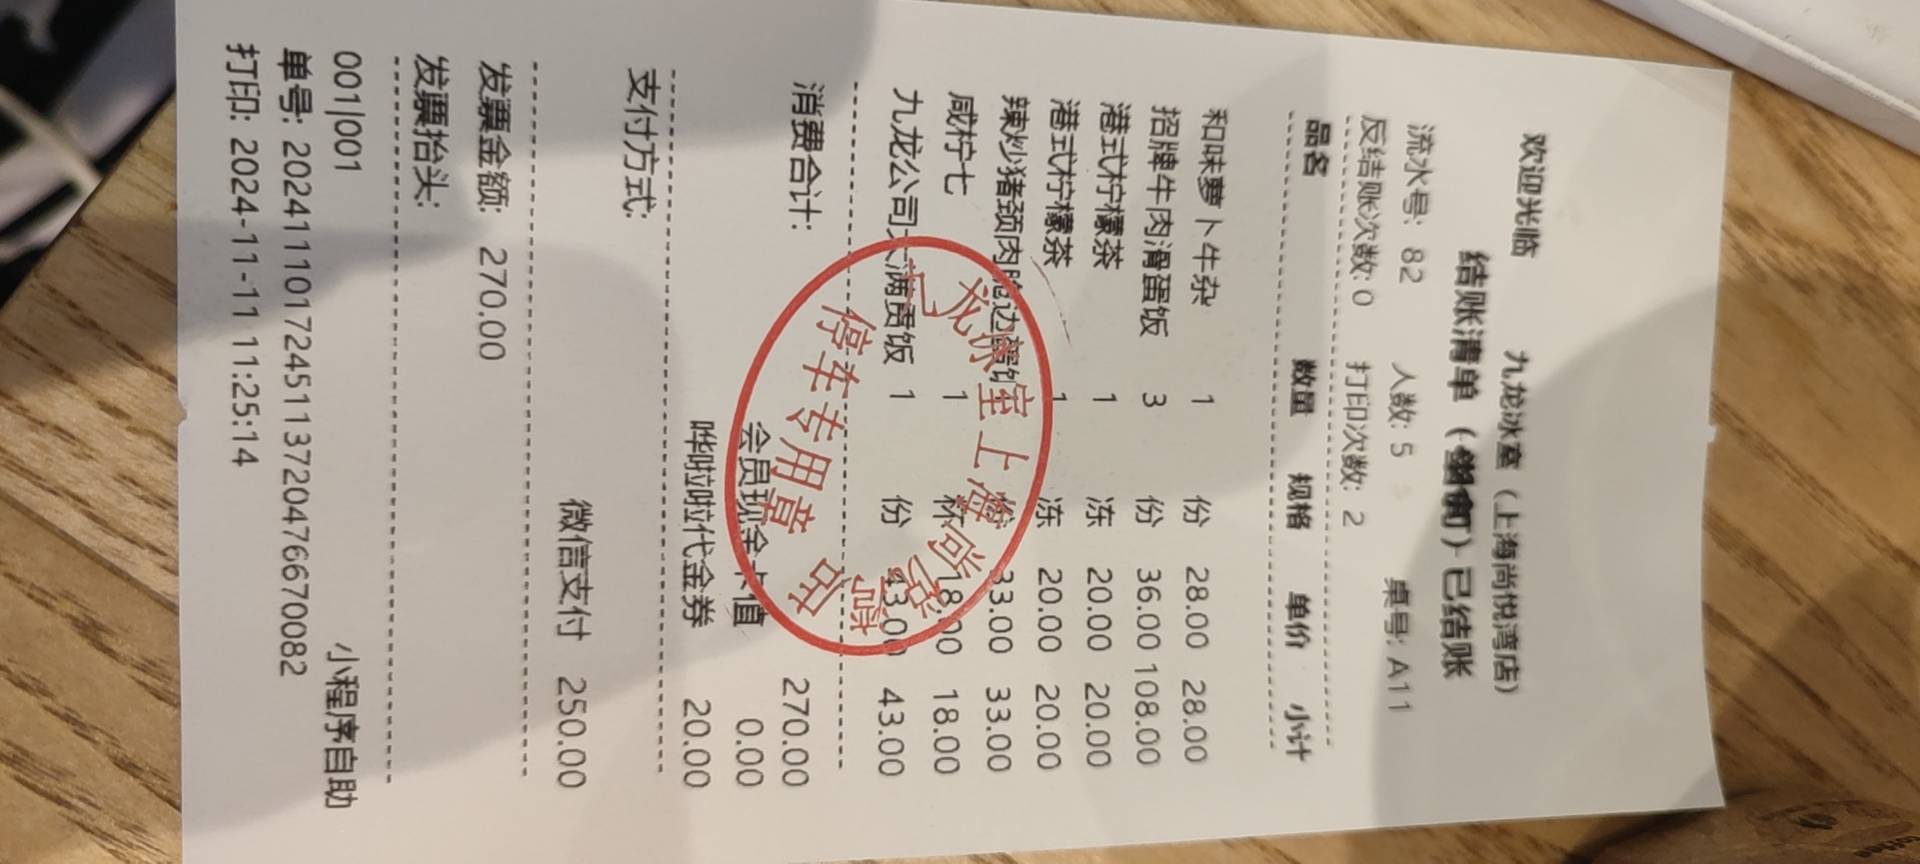 欢迎光临 九龙冰室（上海尚悦湾店）
结账清单（ ）已结账
流水号: 82 人数: 5 桌号: A11
反结账次数: 0 打印次数: 2
品名 数量 规格 单价 小计
和味萝卜牛杂 1 份 28.00 28.00
招牌牛肉滑蛋饭 3 份 36.00 108.00
港式柠檬茶 1 冻 20.00 20.00
港式柠檬茶 1 冻 20.00 20.00
辣炒猪颈肉 1 份 33.00 33.00
咸柠七 1 杯 18.00 18.00
九龙公司大满贯饭 1 份 43.00 43.00
消费合计: 270.00
会员现金卡值 0.00
哗啦啦代金券 20.00
支付方式:
微信支付 250.00
发票金额: 270.00
发票抬头:
001|001 小程序自助
单号: 20241110172451137204766670082
打印: 2024-11-11 11:25:14
九龙冰室上海尚悦湾店
停车专用章